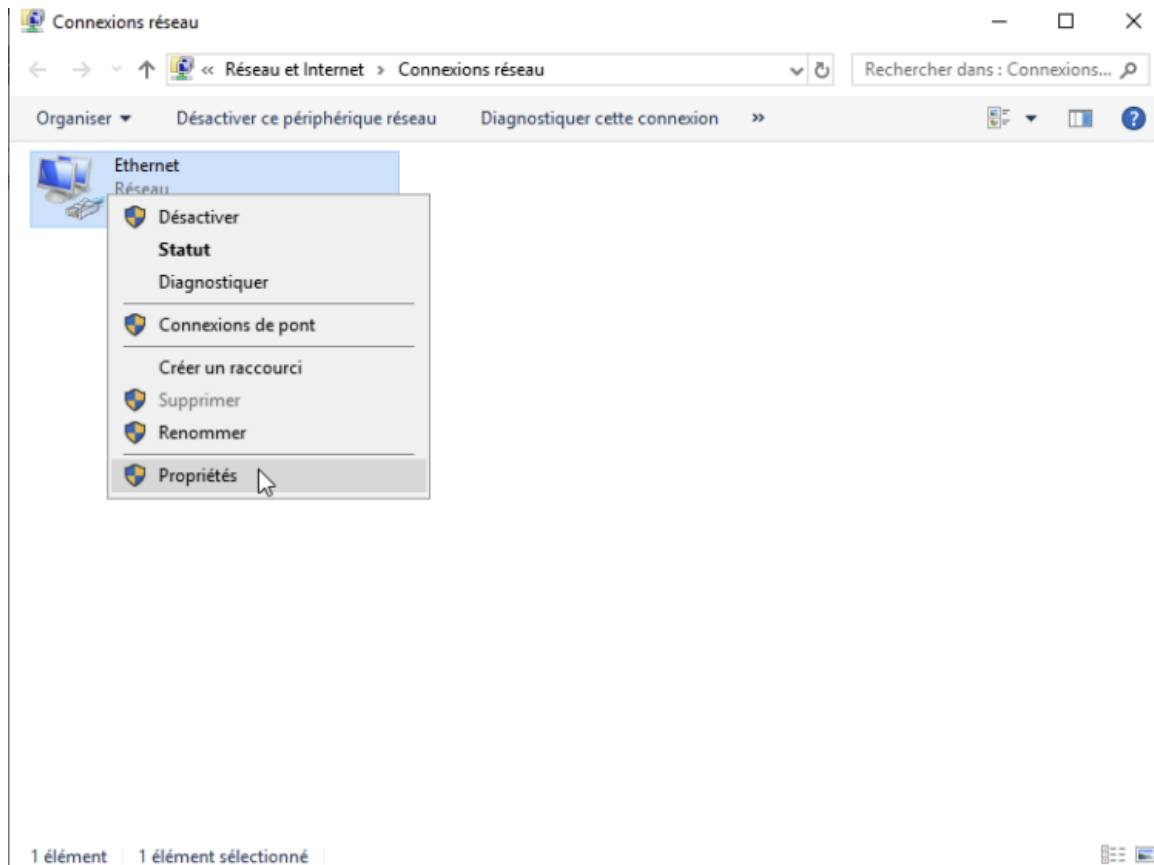 Connexions réseau
« Réseau et Internet > Connexions réseau
Rechercher dans : Connexions...
Organiser Désactiver ce périphérique réseau Diagnostiquer cette connexion »
Ethernet
Réseau
Désactiver
Statut
Diagnostiquer
Connexions de pont
Créer un raccourci
Supprimer
Renommer
Propriétés
1 élément 1 élément sélectionné